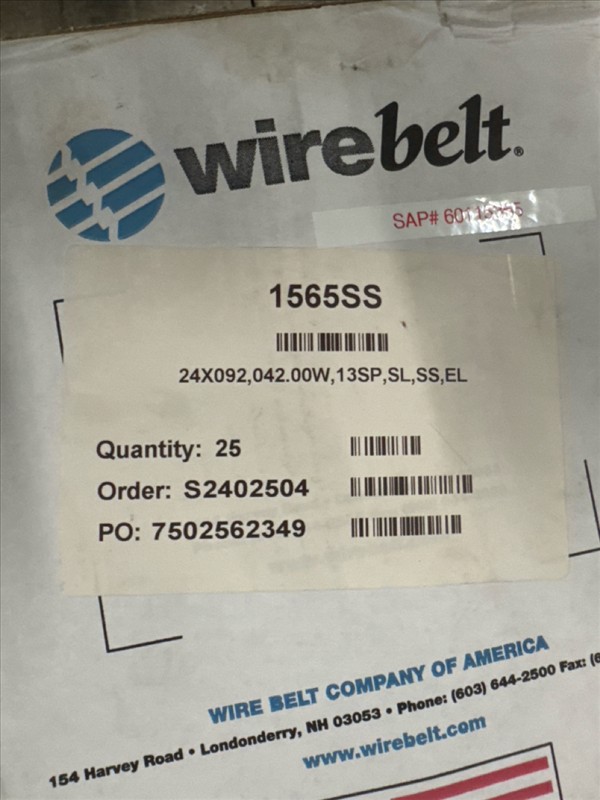 wirebelt®
SAP#
1565SS
24X092,042.00W,13SP,SL,SS,EL
Quantity: 25
Order: S2402504
PO: 7502562349
WIRE BELT COMPANY OF AMERICA
154 Harvey Road • Londonderry, NH 03053 • Phone: (603) 644-2500 Fax:
www.wirebelt.com